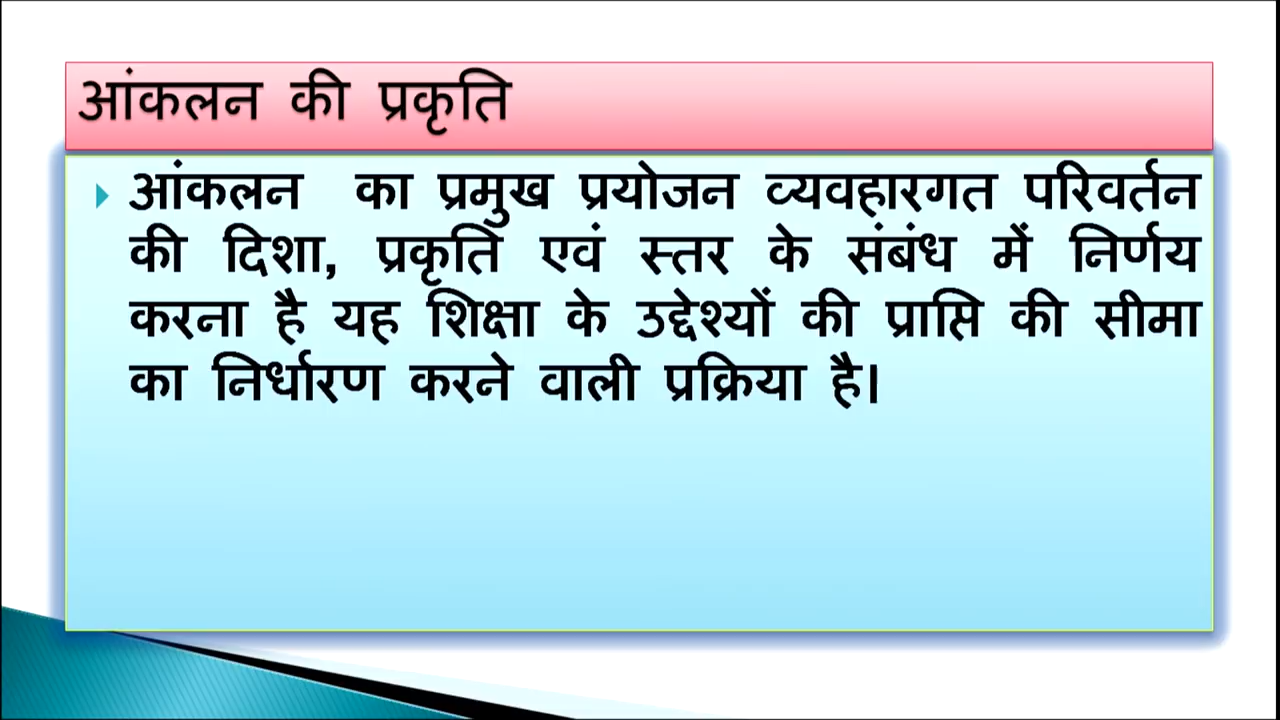 आंकलन की प्रकृति
आंकलन का प्रमुख प्रयोजन व्यवहारगत परिवर्तन
की दिशा, प्रकृति एवं स्तर के संबंध में निर्णय
करना है यह शिक्षा के उद्देश्यों की प्राप्ति की सीमा
का निर्धारण करने वाली प्रक्रिया है।